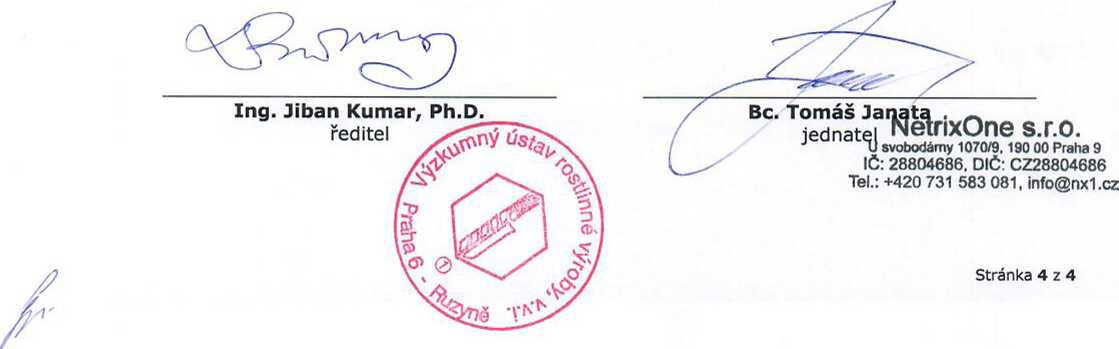 Ing. Jiban Kumar, Ph.D.
ředitel
Bc. Tomáš Janata
jednatel
NetrixOne s.r.o.
U svobodárny 1070/9, 190 00 Praha 9
IČ: 28804686, DIČ: CZ28804686
Tel.: +420 731 583 081, info@nx1.cz
Výzkumný ústav rostlinné výroby, v.v.i.
Praha 6 - Ruzyně
1
Stránka 4 z 4